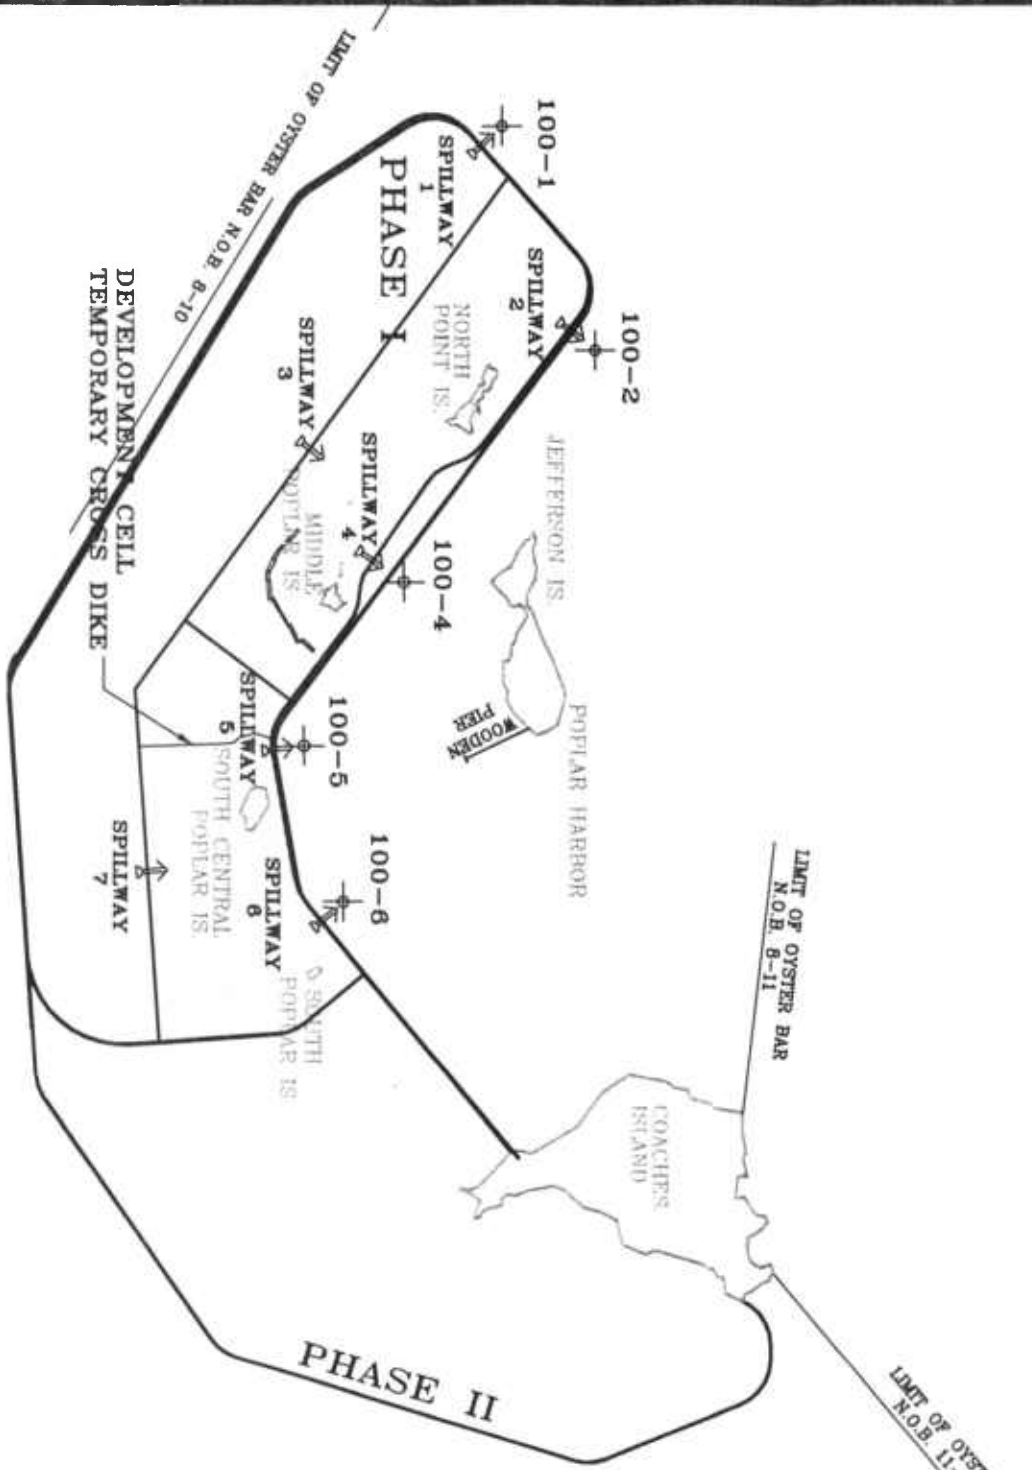 LIMIT OF OYSTER BAR N.O.B. 8-10
100-1
SPILLWAY
1
PHASE I
SPILLWAY
2
100-2
NORTH
POINT IS.
SPILLWAY
3
SPILLWAY
4
MIDDLE
POPLAR IS.
100-4
JEFFERSON IS.
POPLAR HARBOR
WOODEN
PIER
DEVELOPMENT CELL
TEMPORARY CROSS DIKE
100-5
SPILLWAY
5
SOUTH CENTRAL
POPLAR IS.
100-6
SPILLWAY
6
SPILLWAY
7
SOUTH
POPLAR IS.
LIMIT OF OYSTER BAR
N.O.B. 8-11
COACHES
ISLAND
LIMIT OF
N.O.B.
PHASE II